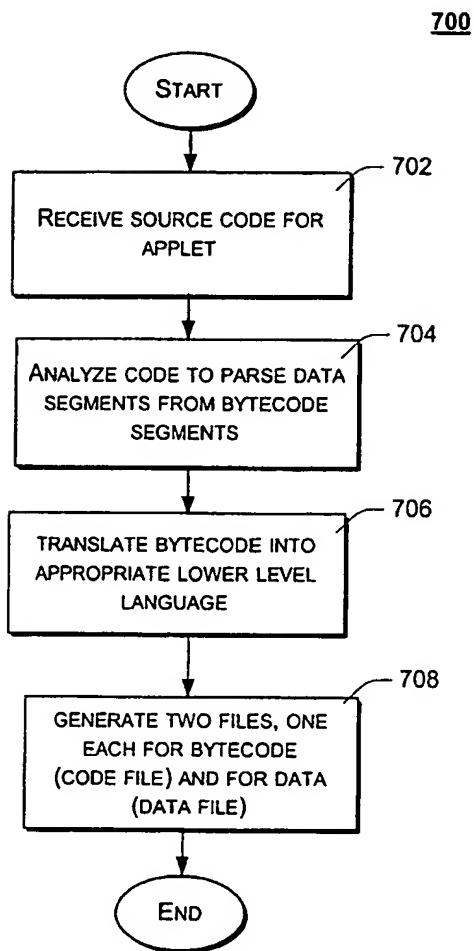 700
START
702
RECEIVE SOURCE CODE FOR
APPLET
704
ANALYZE CODE TO PARSE DATA
SEGMENTS FROM BYTECODE
SEGMENTS
706
TRANSLATE BYTECODE INTO
APPROPRIATE LOWER LEVEL
LANGUAGE
708
GENERATE TWO FILES, ONE
EACH FOR BYTECODE
(CODE FILE) AND FOR DATA
(DATA FILE)
END